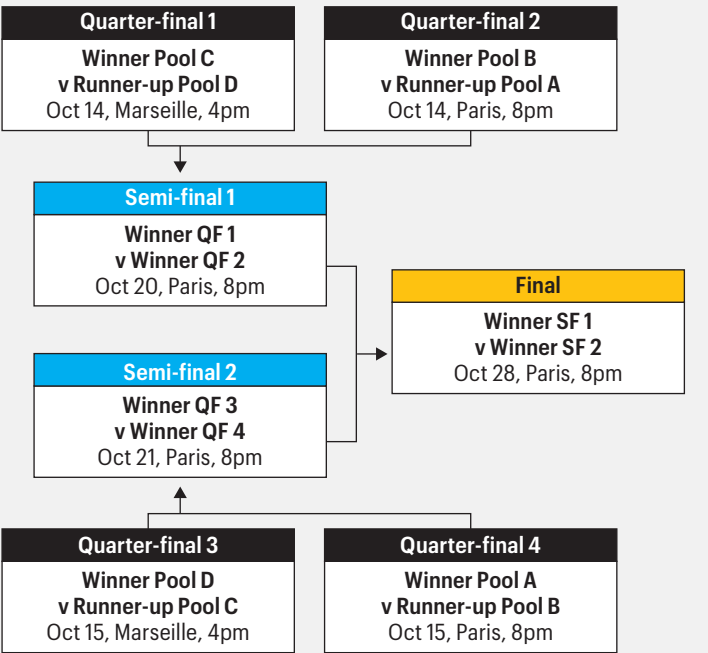 Quarter-final 1
Winner Pool C
v Runner-up Pool D
Oct 14, Marseille, 4pm
Quarter-final 2
Winner Pool B
v Runner-up Pool A
Oct 14, Paris, 8pm
Semi-final 1
Winner QF 1
v Winner QF 2
Oct 20, Paris, 8pm
Final
Winner SF 1
v Winner SF 2
Oct 28, Paris, 8pm
Semi-final 2
Winner QF 3
v Winner QF 4
Oct 21, Paris, 8pm
Quarter-final 3
Winner Pool D
v Runner-up Pool C
Oct 15, Marseille, 4pm
Quarter-final 4
Winner Pool A
v Runner-up Pool B
Oct 15, Paris, 8pm